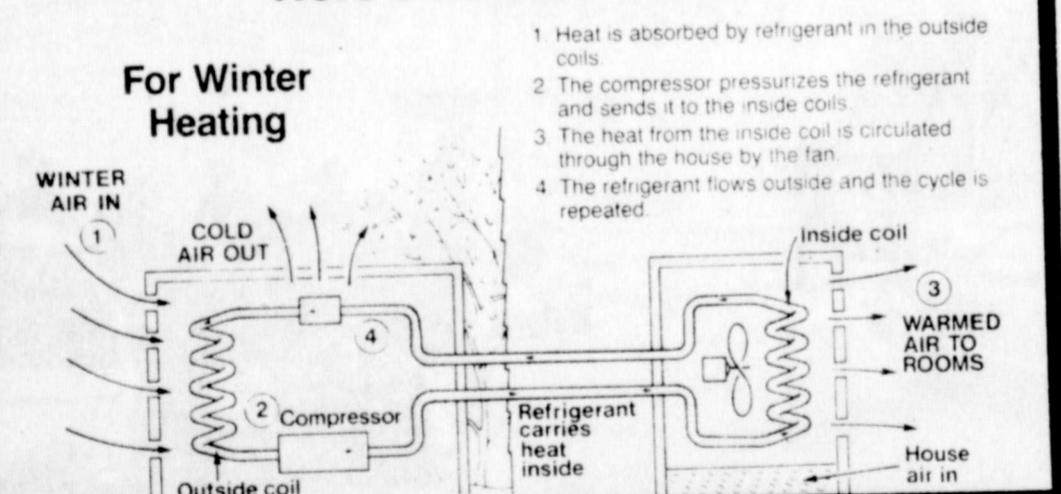 For Winter
Heating
1. Heat is absorbed by refrigerant in the outside
coils.
2 The compressor pressurizes the refrigerant
and sends it to the inside coils.
3. The heat from the inside coil is circulated
through the house by the fan.
4. The refrigerant flows outside and the cycle is
repeated.
WINTER
AIR IN
1
COLD
AIR OUT
Inside coil
3
WARMED
AIR TO
ROOMS
4
2
Compressor
Refrigerant
carries
heat
inside
House
air in
Outside coil